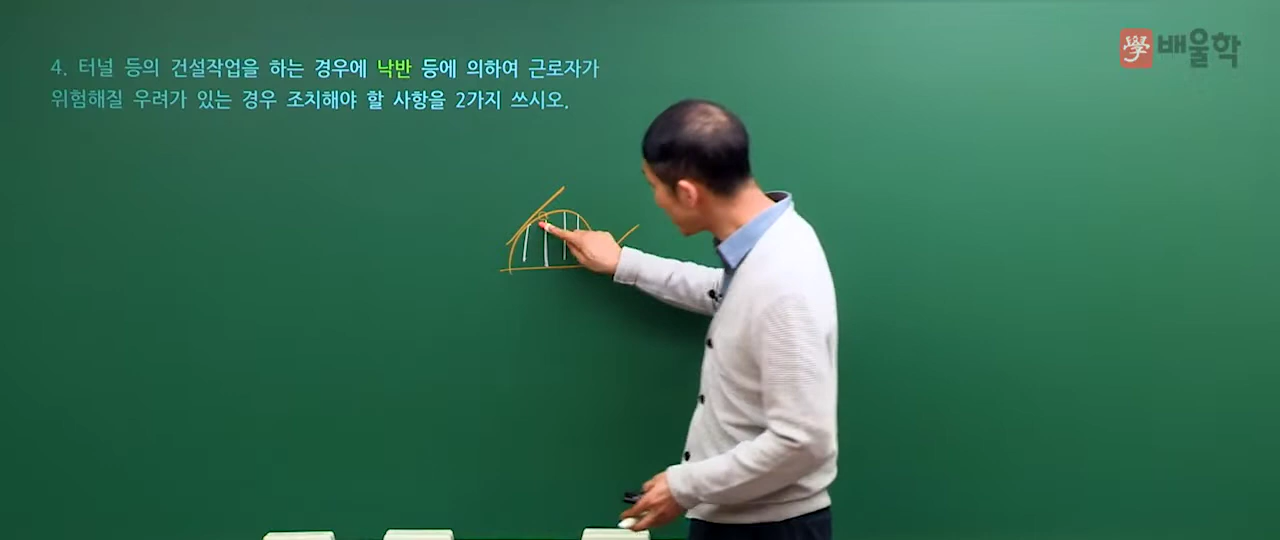 4. 터널 등의 건설작업을 하는 경우에 낙반 등에 의하여 근로자가
위험해질 우려가 있는 경우 조치해야 할 사항을 2가지 쓰시오.
學 배울학